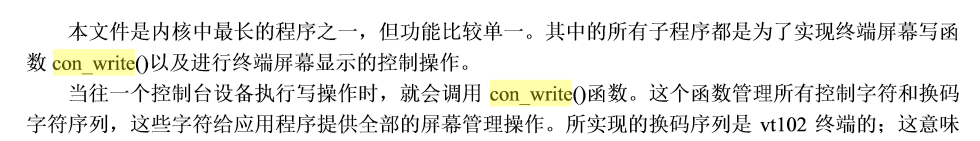 本文件是内核中最长的程序之一，但功能比较单一。其中的所有子程序都是为了实现终端屏幕写函
数 con_write()以及进行终端屏幕显示的控制操作。
当往一个控制台设备执行写操作时，就会调用 con_write()函数。这个函数管理所有控制字符和换码
字符序列，这些字符给应用程序提供全部的屏幕管理操作。所实现的换码序列是 vt102 终端的；这意味